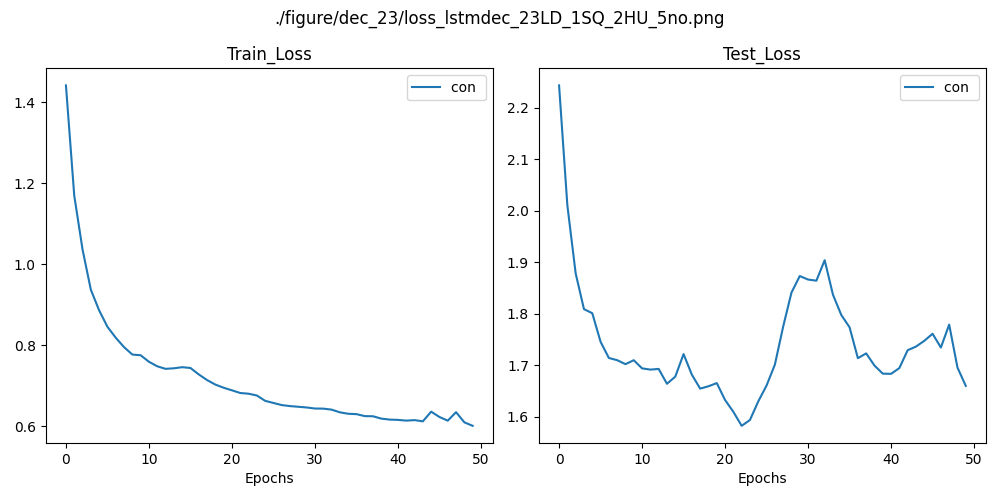 ./figure/dec_23/loss_lstmdec_23LD_1SQ_2HU_5no.png
Train_Loss
con
1.4
1.2
1.0
0.8
0.6
0 10 20 30 40 50
Epochs
Test_Loss
con
2.2
2.1
2.0
1.9
1.8
1.7
1.6
0 10 20 30 40 50
Epochs